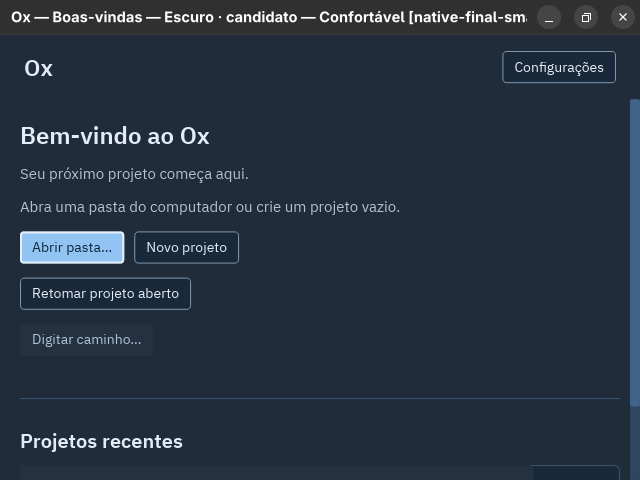 Ox — Boas-vindas — Escuro · candidato — Confortável [native-final-sm
Ox
Configurações
Bem-vindo ao Ox
Seu próximo projeto começa aqui.
Abra uma pasta do computador ou crie um projeto vazio.
Abrir pasta...
Novo projeto
Retomar projeto aberto
Digitar caminho...
Projetos recentes